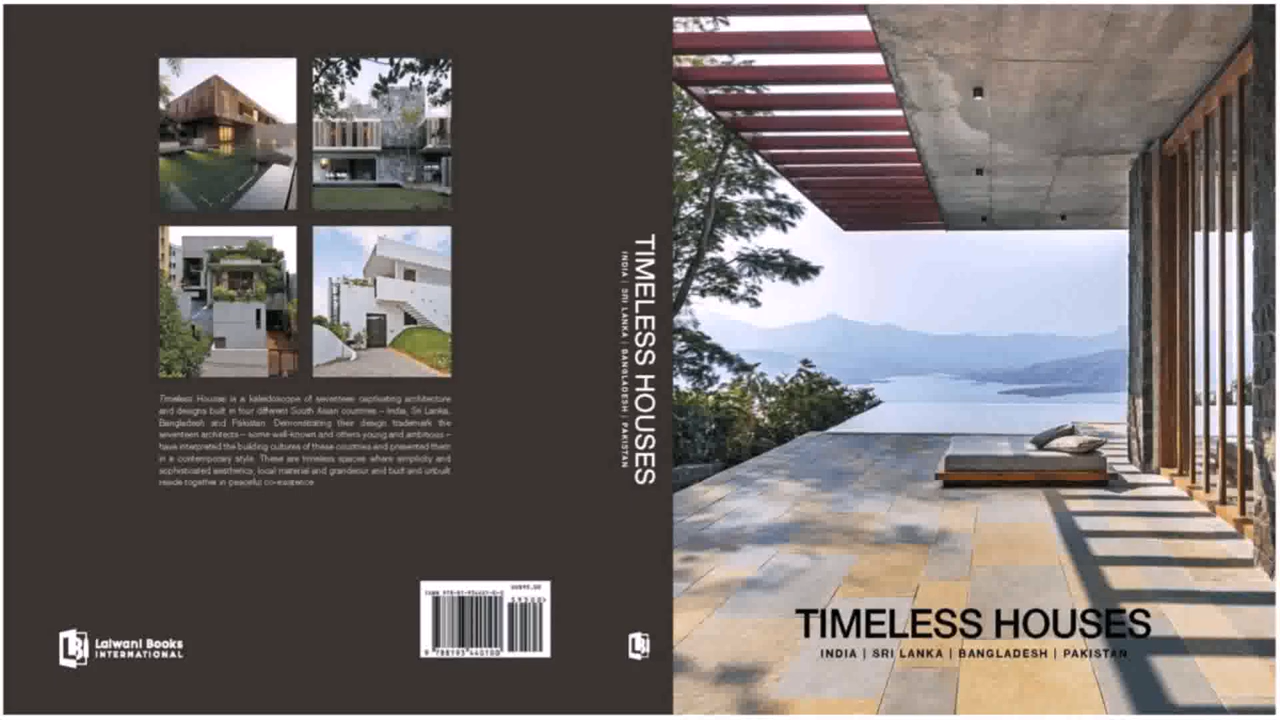 Timeless Houses is a kaleidoscope of seventeen captivating architecture
and designs built in four different South Asian countries – India, Sri Lanka,
Bangladesh and Pakistan. Demonstrating their design trademark the
seventeen architects – some well-known and others young and ambitious –
have interpreted the building cultures of these countries and presented them
in a contemporary style. These are timeless spaces where simplicity and
sophisticated aesthetics, local material and grandeour and built and unbuilt
reside together in peaceful co-existence
Lalwani Books
INTERNATIONAL
9 788193 440100
TIMELESS HOUSES
INDIA | SRI LANKA | BANGLADESH | PAKISTAN
TIMELESS HOUSES
INDIA | SRI LANKA | BANGLADESH | PAKISTAN